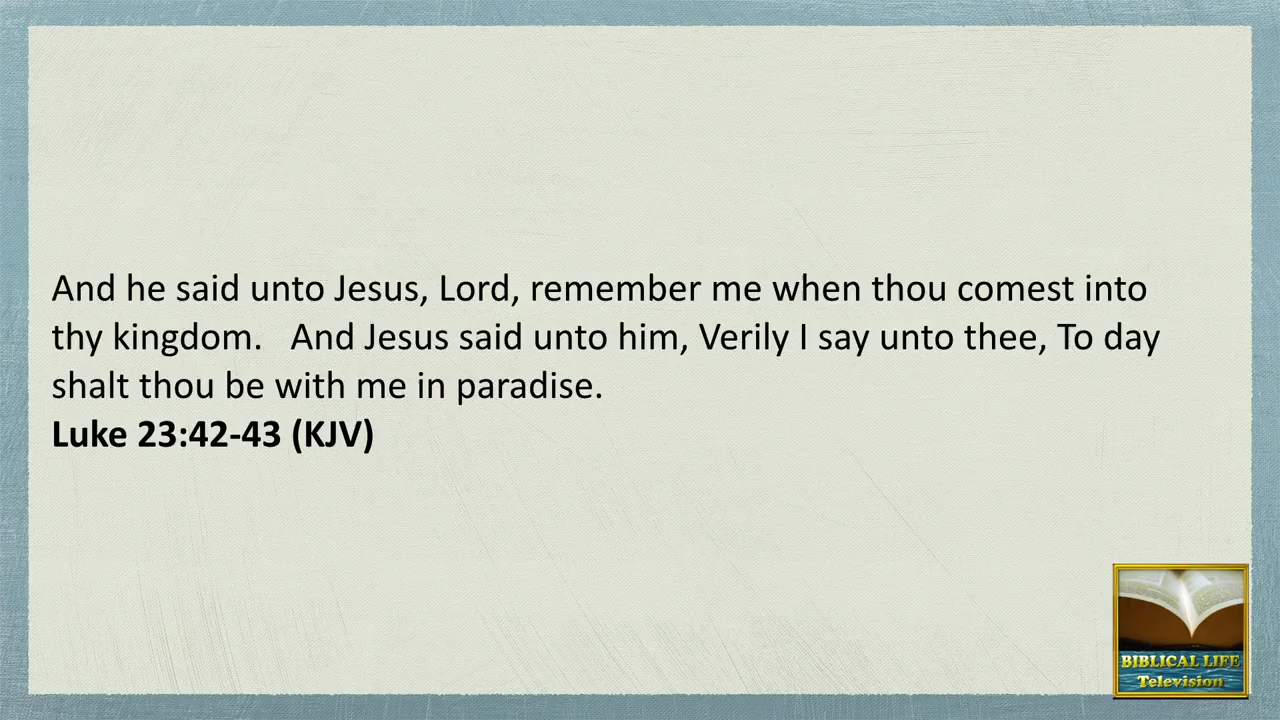 And he said unto Jesus, Lord, remember me when thou comest into
thy kingdom.   And Jesus said unto him, Verily I say unto thee, To day
shalt thou be with me in paradise.
Luke 23:42-43 (KJV)
BIBLICAL LIFE
Television